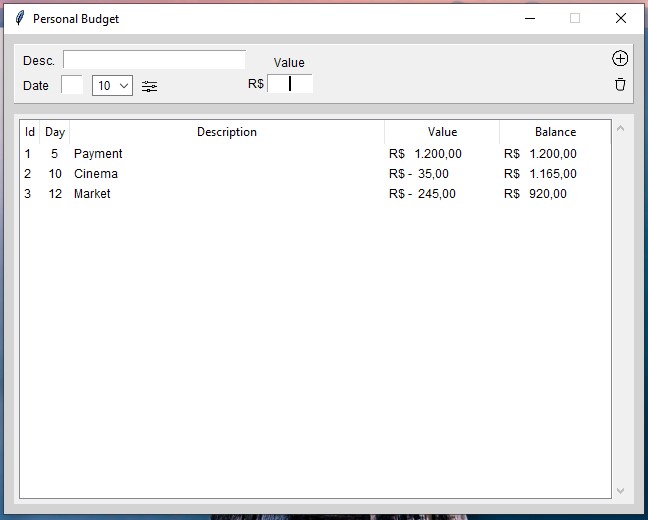 Personal Budget
Desc.
Value
Date 10 R$
Id Day Description Value Balance
1 5 Payment R$ 1.200,00 R$ 1.200,00
2 10 Cinema R$ - 35,00 R$ 1.165,00
3 12 Market R$ - 245,00 R$ 920,00